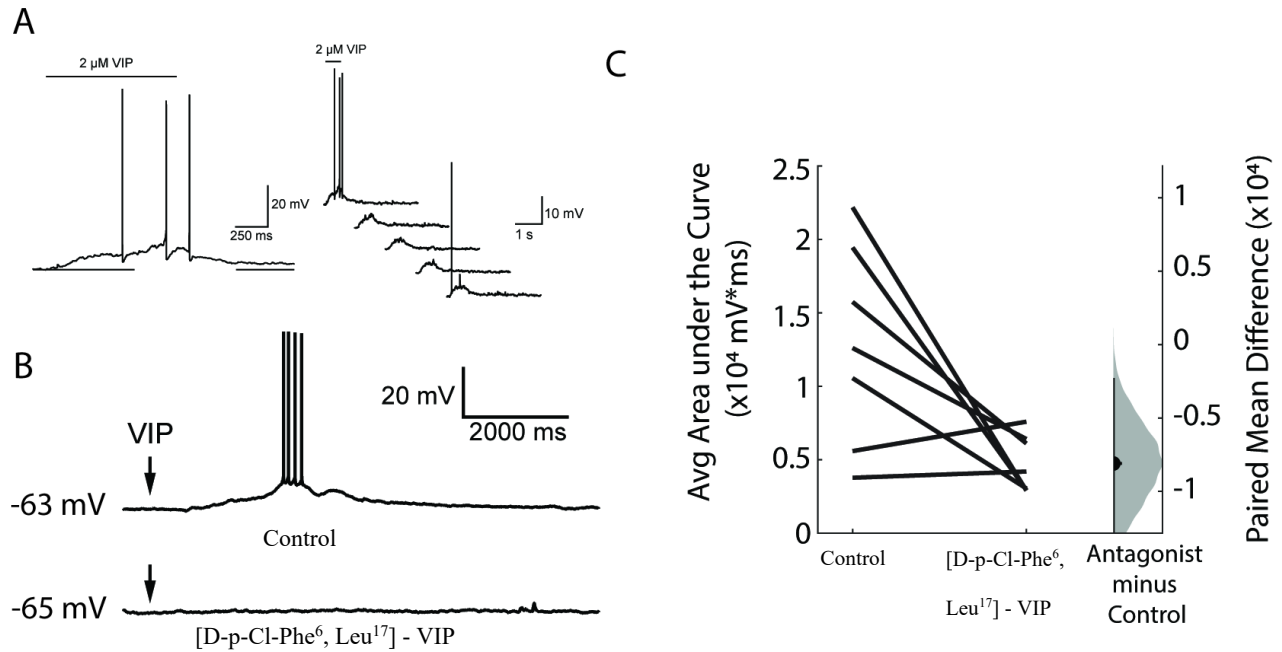 A
2 µM VIP
20 mV
250 ms
2 µM VIP
10 mV
1 s
B
VIP
20 mV
2000 ms
-63 mV
Control
-65 mV
[D-p-Cl-Phe⁶, Leu¹⁷] - VIP
C
Avg Area under the Curve
(x10⁴ mV*ms)
2.5
2
1.5
1
0.5
0
Control
[D-p-Cl-Phe⁶,
Leu¹⁷] - VIP
Antagonist
minus
Control
1
0.5
0
-0.5
-1
Paired Mean Difference (x10⁴)